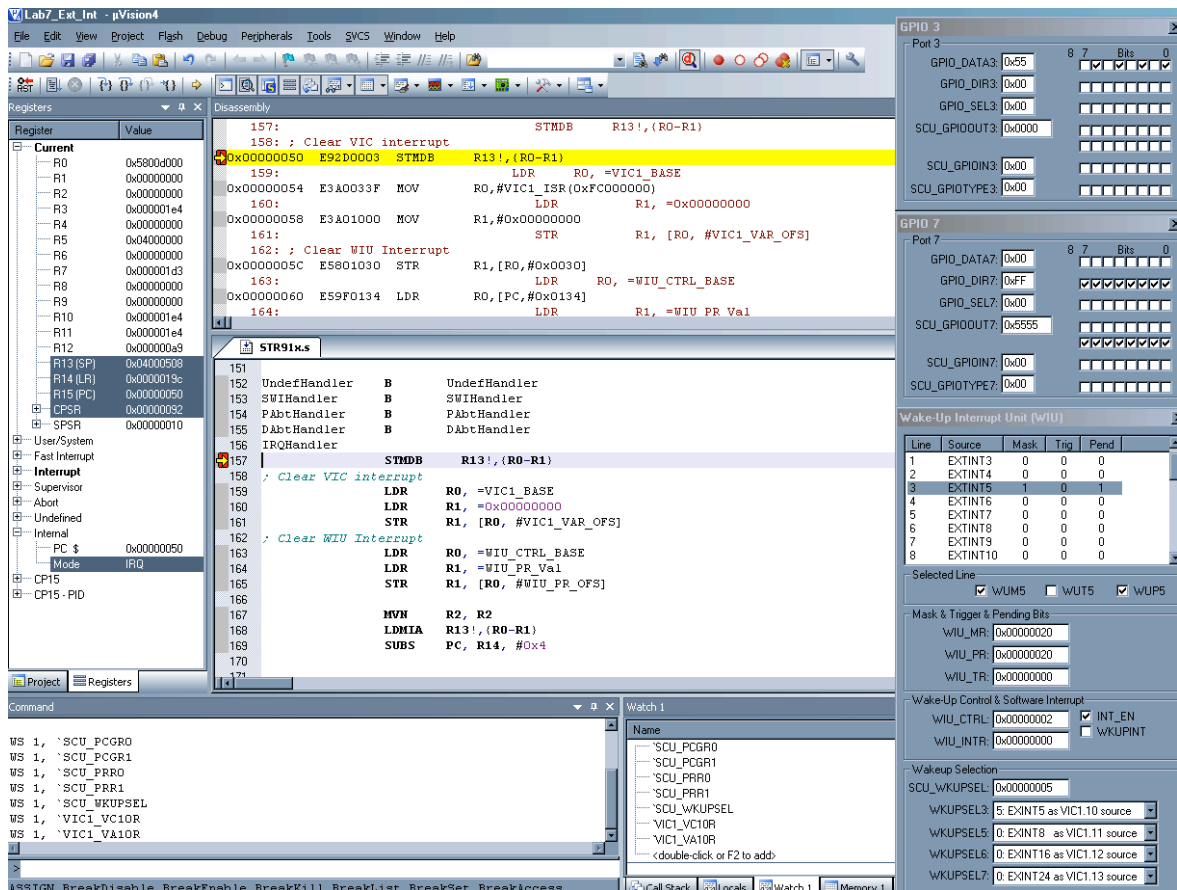 Lab7_Ext_Int - µVision4
File Edit View Project Flash Debug Peripherals Tools SVCS Window Help
RST
Registers
Register Value
Current
R0 0x5800d000
R1 0x00000000
R2 0x00000000
R3 0x000001e4
R4 0x00000000
R5 0x04000000
R6 0x00000000
R7 0x000001d3
R8 0x00000000
R9 0x00000000
R10 0x000001e4
R11 0x000001e4
R12 0x000000a9
R13 (SP) 0x04000508
R14 (LR) 0x0000019c
R15 (PC) 0x00000050
CPSR 0x00000092
SPSR 0x00000010
User/System
Fast Interrupt
Interrupt
Supervisor
Abort
Undefined
Internal
PC $ 0x00000050
Mode IRQ
CP15
CP15 - PID
Project Registers
Disassembly
157: STMDB R13!,{R0-R1}
158: ; Clear VIC interrupt
0x00000050 E92D0003 STMDB R13!,{R0-R1}
159: LDR R0, =VIC1_BASE
0x00000054 E3A0033F MOV R0,#VIC1_ISR(0xFC000000)
160: LDR R1, =0x00000000
0x00000058 E3A01000 MOV R1,#0x00000000
161: STR R1, [R0, #VIC1_VAR_OFS]
162: ; Clear WIU Interrupt
0x0000005C E5801030 STR R1,[R0,#0x0030]
163: LDR R0, =WIU_CTRL_BASE
0x00000060 E59F0134 LDR R0,[PC,#0x0134]
164: LDR R1, =WIU_PR_Val
STR91x.s
151
152 UndefHandler B UndefHandler
153 SWIHandler B SWIHandler
154 PAbtHandler B PAbtHandler
155 DAbtHandler B DAbtHandler
156 IRQHandler
157 STMDB R13!,{R0-R1}
158 ; Clear VIC interrupt
159 LDR R0, =VIC1_BASE
160 LDR R1, =0x00000000
161 STR R1, [R0, #VIC1_VAR_OFS]
162 ; Clear WIU Interrupt
163 LDR R0, =WIU_CTRL_BASE
164 LDR R1, =WIU_PR_Val
165 STR R1, [R0, #WIU_PR_OFS]
166
167 MVN R2, R2
168 LDMIA R13!,{R0-R1}
169 SUBS PC, R14, #0x4
170
171
Command
WS 1, `SCU_PCGR0
WS 1, `SCU_PCGR1
WS 1, `SCU_PRR0
WS 1, `SCU_PRR1
WS 1, `SCU_WKUPSEL
WS 1, `VIC1_VC10R
WS 1, `VIC1_VA10R
>
ASSIGN BreakDisable BreakEnable BreakKill BreakList BreakSet BreakAccess
Watch 1
Name
`SCU_PCGR0
`SCU_PCGR1
`SCU_PRR0
`SCU_PRR1
`SCU_WKUPSEL
`VIC1_VC10R
`VIC1_VA10R
<double-click or F2 to add>
Call Stack Locals Watch 1 Memory 1
GPIO 3
Port 3
8 7 Bits 0
GPIO_DATA3: 0x55
GPIO_DIR3: 0x00
GPIO_SEL3: 0x00
SCU_GPIOOUT3: 0x0000
SCU_GPIOIN3: 0x00
SCU_GPIOTYPE3: 0x00
GPIO 7
Port 7
8 7 Bits 0
GPIO_DATA7: 0x00
GPIO_DIR7: 0xFF
GPIO_SEL7: 0x00
SCU_GPIOOUT7: 0x5555
SCU_GPIOIN7: 0x00
SCU_GPIOTYPE7: 0x00
Wake-Up Interrupt Unit (WIU)
Line Source Mask Trig Pend
1 EXTINT3 0 0 0
2 EXTINT4 0 0 0
3 EXTINT5 1 0 1
4 EXTINT6 0 0 0
5 EXTINT7 0 0 0
6 EXTINT8 0 0 0
7 EXTINT9 0 0 0
8 EXTINT10 0 0 0
Selected Line
WUM5 WUT5 WUP5
Mask & Trigger & Pending Bits
WIU_MR: 0x00000020
WIU_PR: 0x00000020
WIU_TR: 0x00000000
Wake-Up Control & Software Interrupt
WIU_CTRL: 0x00000002 INT_EN
WIU_INTR: 0x00000000 WKUPINT
Wakeup Selection
SCU_WKUPSEL: 0x00000005
WKUPSEL3: 5: EXINT5 as VIC1.10 source
WKUPSEL5: 0: EXINT8 as VIC1.11 source
WKUPSEL6: 0: EXINT16 as VIC1.12 source
WKUPSEL7: 0: EXINT24 as VIC1.13 source